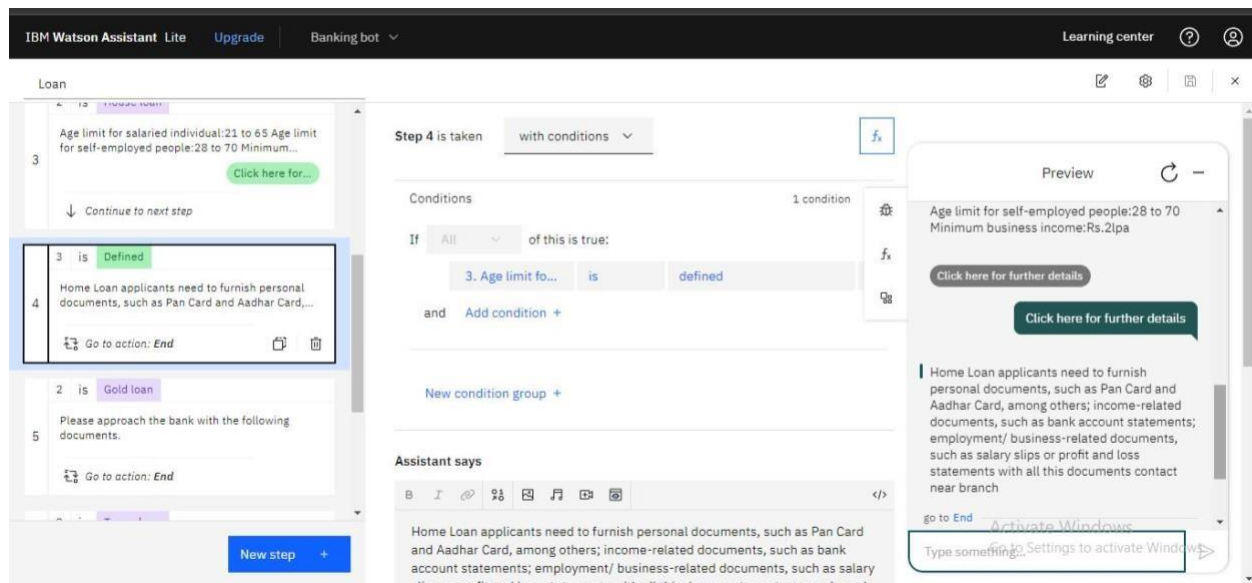 IBM Watson Assistant Lite Upgrade Banking bot Learning center
Loan
2 is House loan
3
Age limit for salaried individual:21 to 65 Age limit
for self-employed people:28 to 70 Minimum...
Click here for...
Continue to next step
3 is Defined
4
Home Loan applicants need to furnish personal
documents, such as Pan Card and Aadhar Card,...
Go to action: End
2 is Gold loan
5
Please approach the bank with the following
documents.
Go to action: End
New step +
Step 4 is taken with conditions
fx
Conditions 1 condition
If All of this is true:
3. Age limit fo... is defined
and Add condition +
New condition group +
fx
Assistant says
B I </>
Home Loan applicants need to furnish personal documents, such as Pan Card
and Aadhar Card, among others; income-related documents, such as bank
account statements; employment/ business-related documents, such as salary
Preview
Age limit for self-employed people:28 to 70
Minimum business income:Rs.2lpa
Click here for further details
Click here for further details
Home Loan applicants need to furnish
personal documents, such as Pan Card and
Aadhar Card, among others; income-related
documents, such as bank account statements;
employment/ business-related documents,
such as salary slips or profit and loss
statements with all this documents contact
near branch
go to End
Activate Windows
Type something...
Go to Settings to activate Windows.